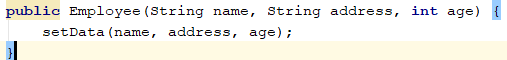 public Employee(String name, String address, int age) {
    setData(name, address, age);
}